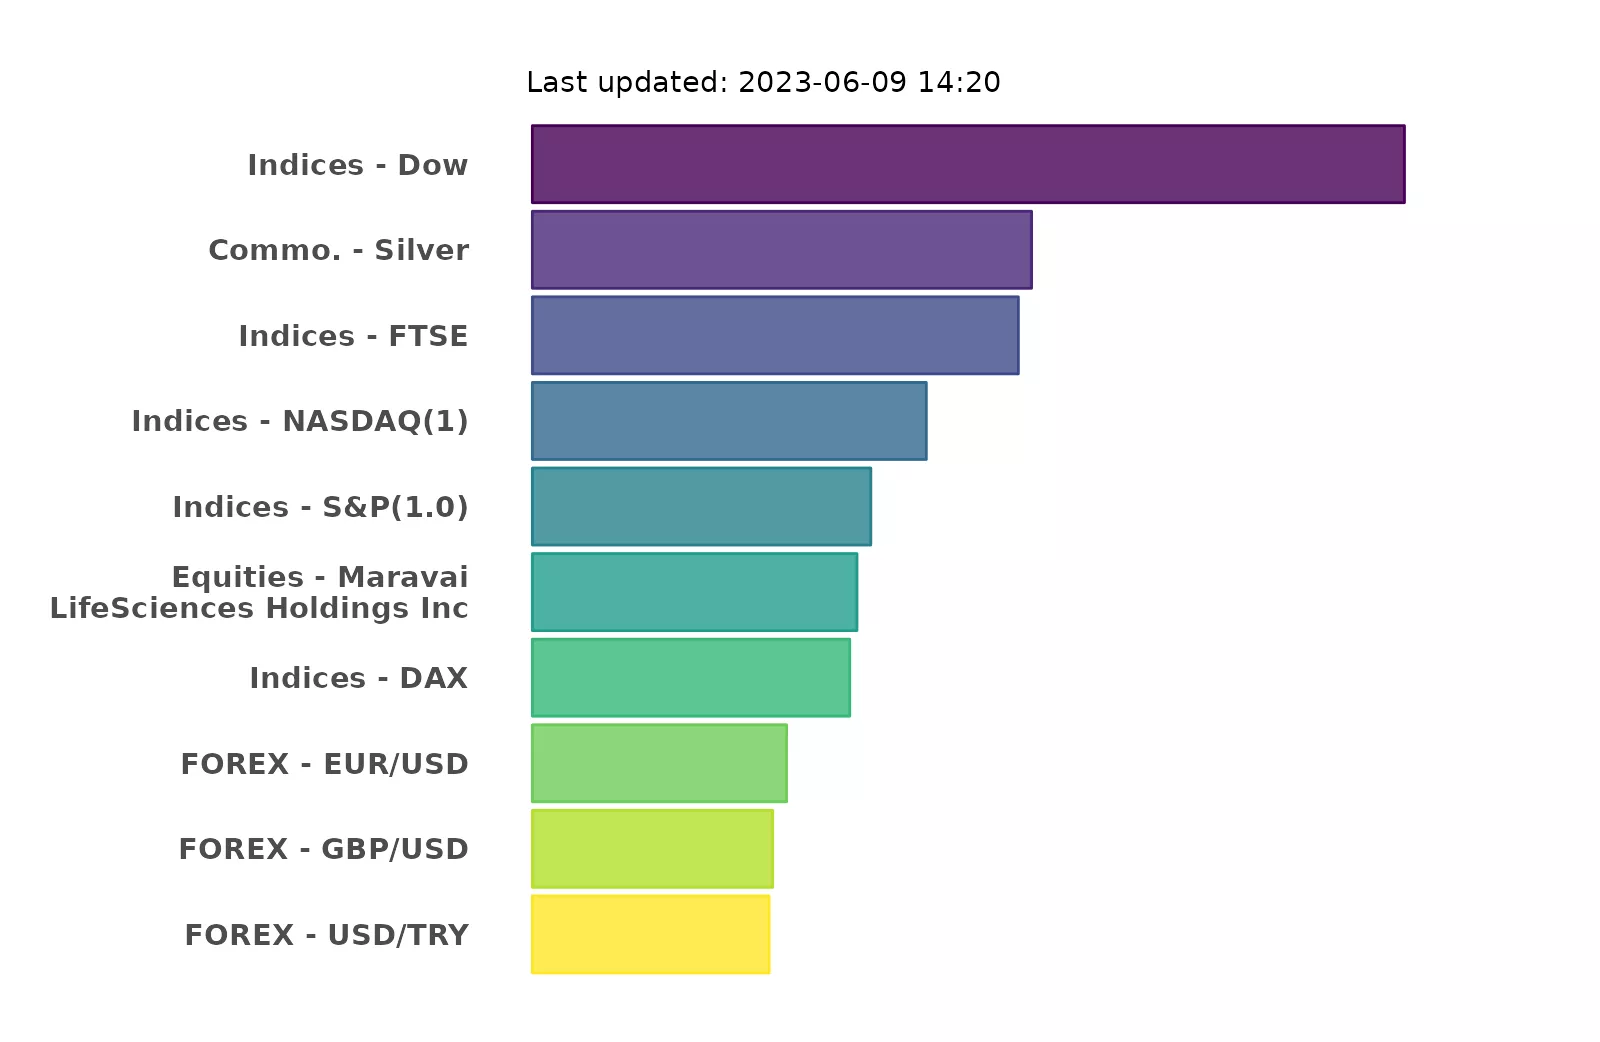 Last updated: 2023-06-09 14:20
Indices - Dow
Commo. - Silver
Indices - FTSE
Indices - NASDAQ(1)
Indices - S&P(1.0)
Equities - Maravai
LifeSciences Holdings Inc
Indices - DAX
FOREX - EUR/USD
FOREX - GBP/USD
FOREX - USD/TRY